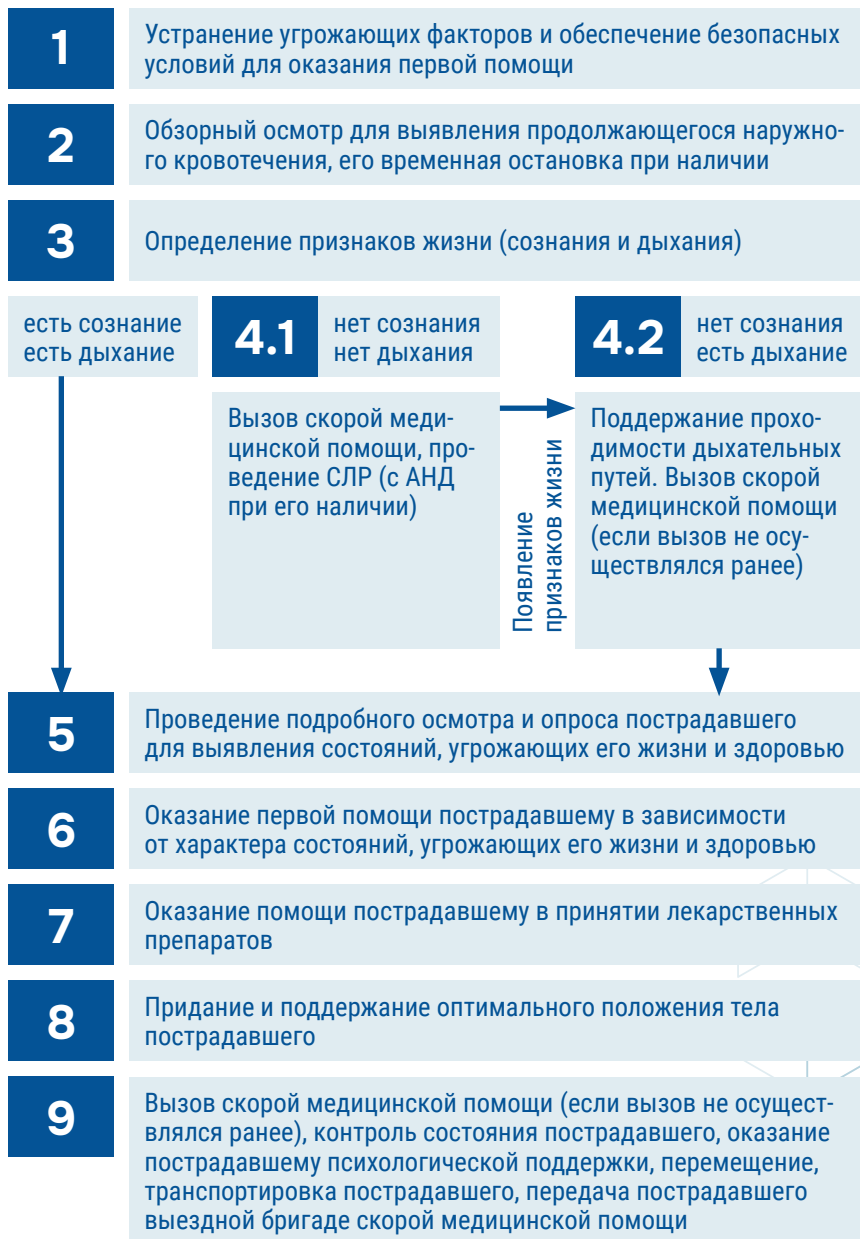 1
Устранение угрожающих факторов и обеспечение безопасных
условий для оказания первой помощи
2
Обзорный осмотр для выявления продолжающегося наружно-
го кровотечения, его временная остановка при наличии
3
Определение признаков жизни (сознания и дыхания)
есть сознание
есть дыхание
4.1
нет сознания
нет дыхания
4.2
нет сознания
есть дыхание
Вызов скорой меди-
цинской помощи, про-
ведение СЛР (с АНД
при его наличии)
Появление
признаков жизни
Поддержание прохо-
димости дыхательных
путей. Вызов скорой
медицинской помощи
(если вызов не осу-
ществлялся ранее)
5
Проведение подробного осмотра и опроса пострадавшего
для выявления состояний, угрожающих его жизни и здоровью
6
Оказание первой помощи пострадавшему в зависимости
от характера состояний, угрожающих его жизни и здоровью
7
Оказание помощи пострадавшему в принятии лекарственных
препаратов
8
Придание и поддержание оптимального положения тела
пострадавшего
9
Вызов скорой медицинской помощи (если вызов не осущест-
влялся ранее), контроль состояния пострадавшего, оказание
пострадавшему психологической поддержки, перемещение,
транспортировка пострадавшего, передача пострадавшего
выездной бригаде скорой медицинской помощи